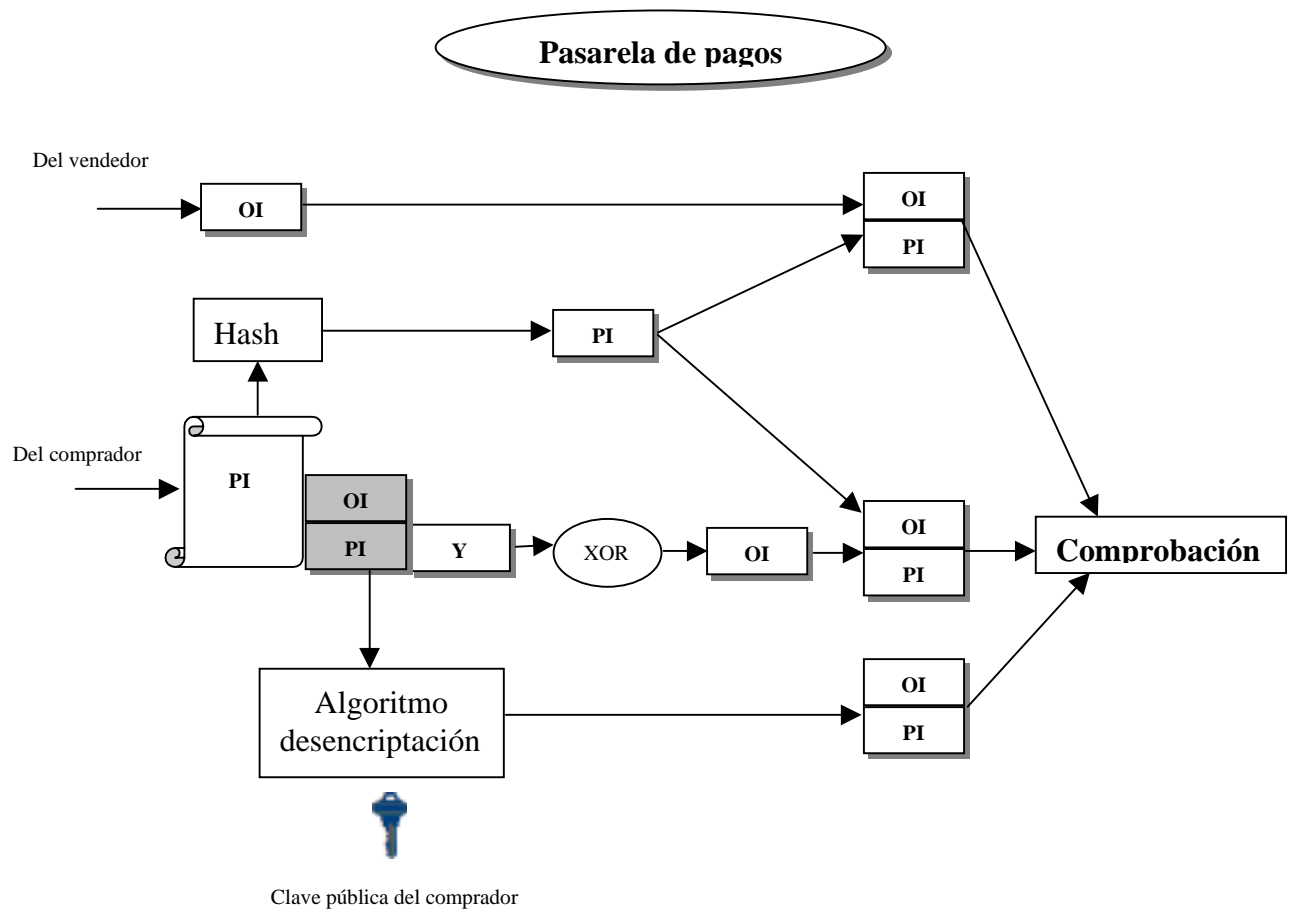 Pasarela de pagos
Del vendedor
OI
OI
PI
Hash
PI
Del comprador
PI
OI
PI
Y
XOR
OI
OI
PI
Comprobación
Algoritmo
desencriptación
OI
PI
Clave pública del comprador